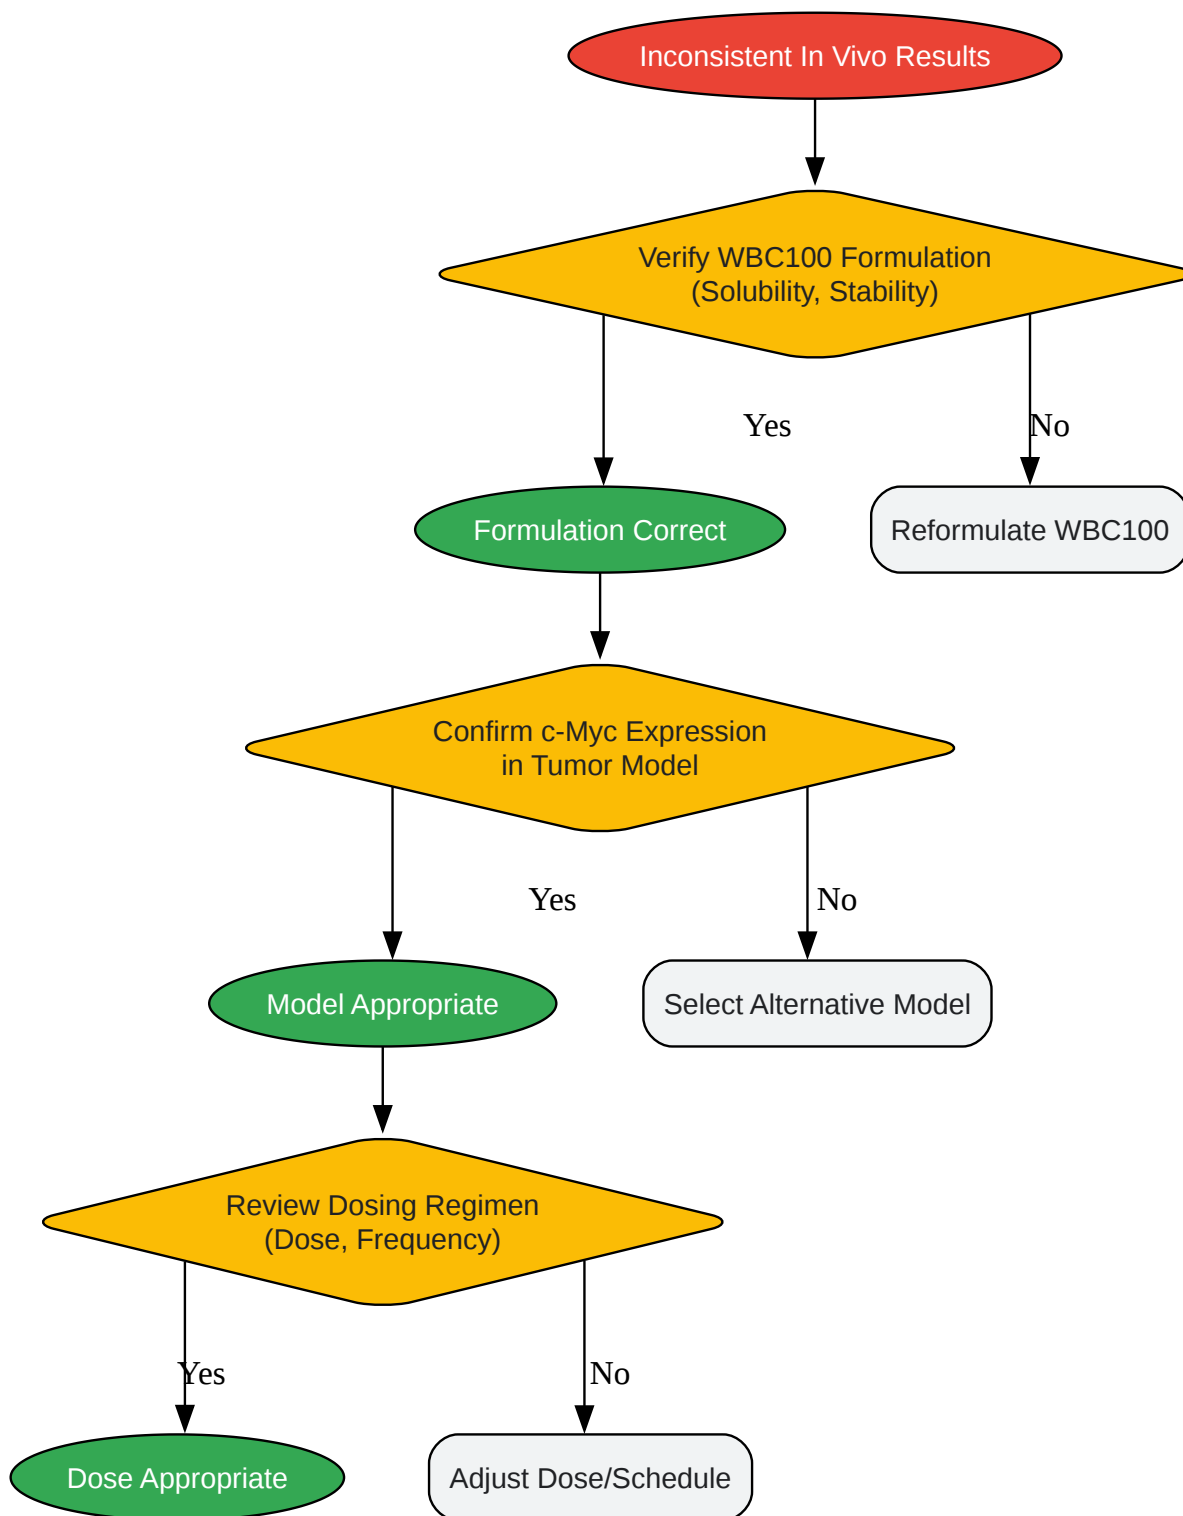 Inconsistent In Vivo Results
Verify WBC100 Formulation
(Solubility, Stability)
Yes
No
Formulation Correct
Reformulate WBC100
Confirm c-Myc Expression
in Tumor Model
Yes
No
Model Appropriate
Select Alternative Model
Review Dosing Regimen
(Dose, Frequency)
Yes
No
Dose Appropriate
Adjust Dose/Schedule